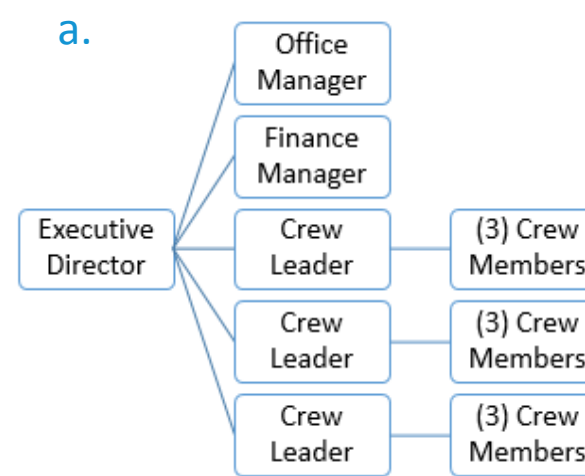 a.
Office
Manager
Finance
Manager
Executive
Director
Crew
Leader
(3) Crew
Members
Crew
Leader
(3) Crew
Members
Crew
Leader
(3) Crew
Members